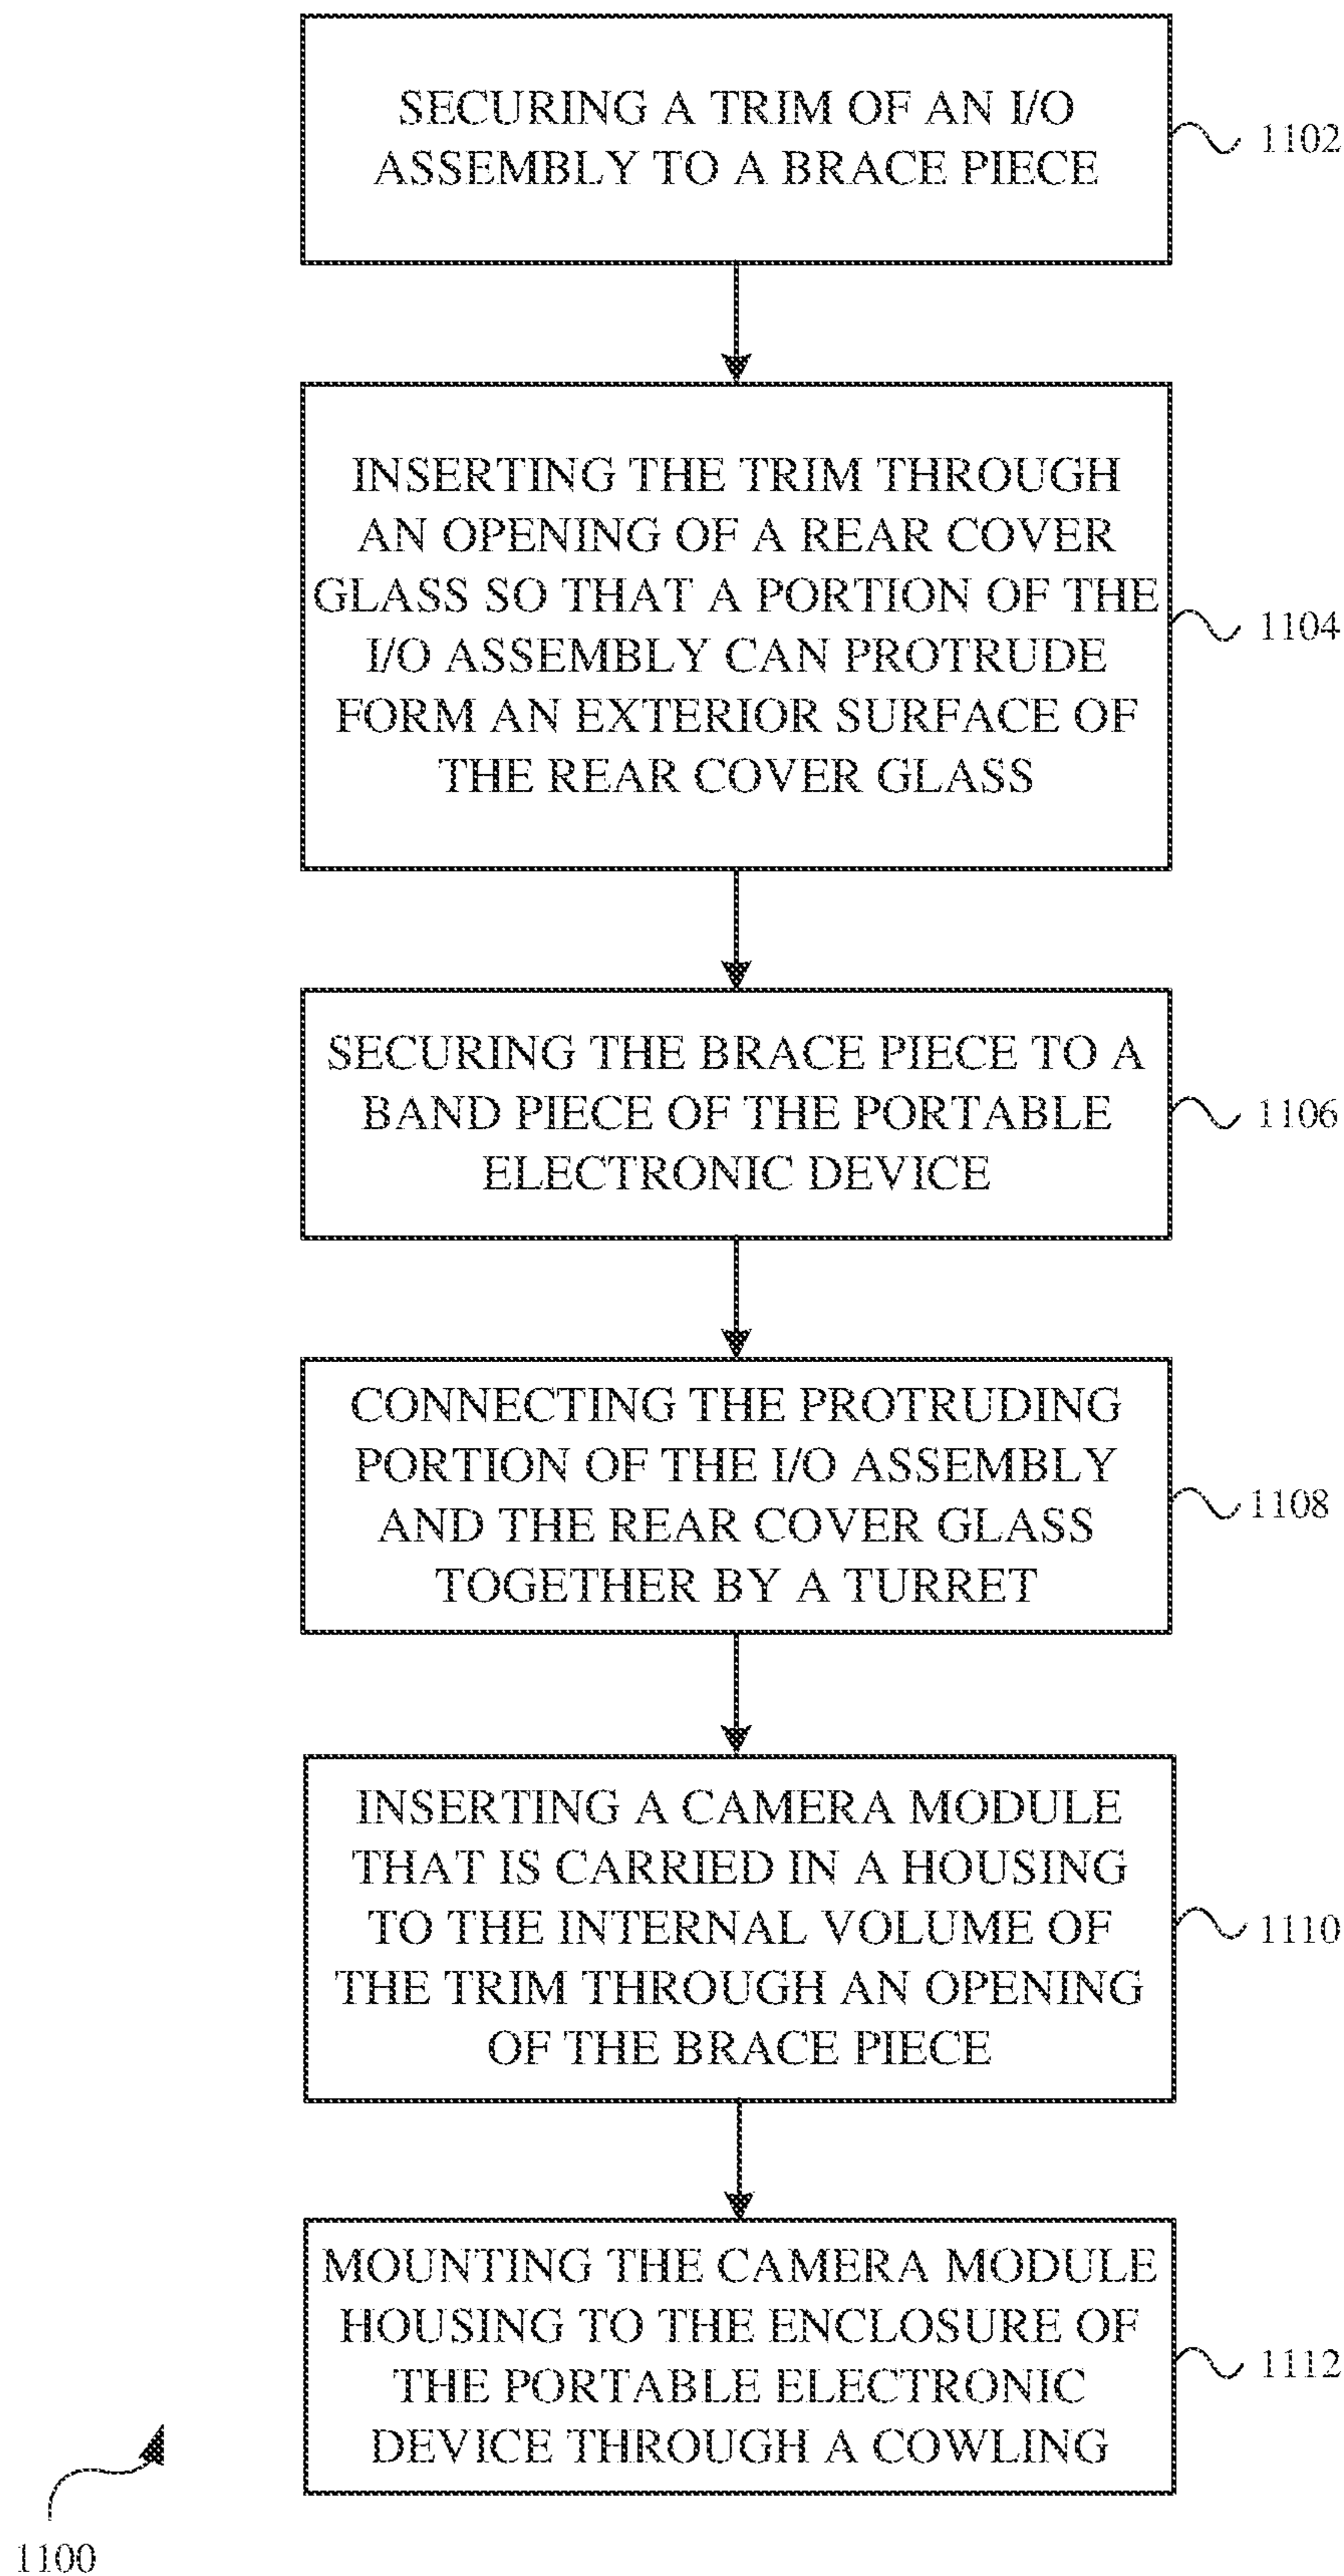 SECURING A TRIM OF AN I/O
ASSEMBLY TO A BRACE PIECE
1102
INSERTING THE TRIM THROUGH
AN OPENING OF A REAR COVER
GLASS SO THAT A PORTION OF THE
I/O ASSEMBLY CAN PROTRUDE
FORM AN EXTERIOR SURFACE OF
THE REAR COVER GLASS
1104
SECURING THE BRACE PIECE TO A
BAND PIECE OF THE PORTABLE
ELECTRONIC DEVICE
1106
CONNECTING THE PROTRUDING
PORTION OF THE I/O ASSEMBLY
AND THE REAR COVER GLASS
TOGETHER BY A TURRET
1108
INSERTING A CAMERA MODULE
THAT IS CARRIED IN A HOUSING
TO THE INTERNAL VOLUME OF
THE TRIM THROUGH AN OPENING
OF THE BRACE PIECE
1110
MOUNTING THE CAMERA MODULE
HOUSING TO THE ENCLOSURE OF
THE PORTABLE ELECTRONIC
DEVICE THROUGH A COWLING
1112
1100